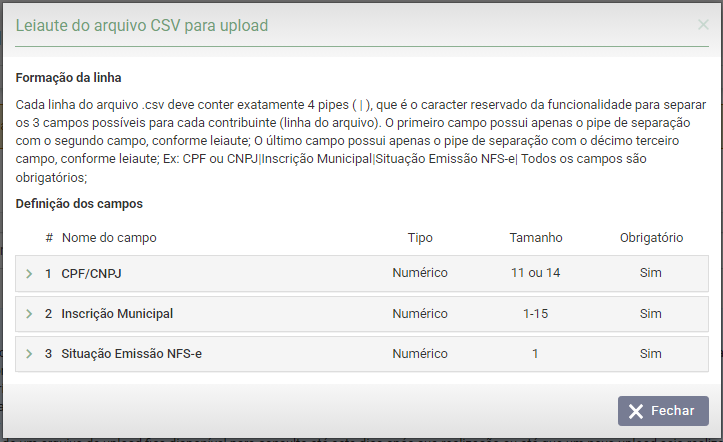 Leiaute do arquivo CSV para upload
Formação da linha
Cada linha do arquivo .csv deve conter exatamente 4 pipes ( | ), que é o caracter reservado da funcionalidade para separar
os 3 campos possíveis para cada contribuinte (linha do arquivo). O primeiro campo possui apenas o pipe de separação
com o segundo campo, conforme leiaute; O último campo possui apenas o pipe de separação com o décimo terceiro
campo, conforme leiaute; Ex: CPF ou CNPJ|Inscrição Municipal|Situação Emissão NFS-e| Todos os campos são
obrigatórios;
Definição dos campos
# Nome do campo Tipo Tamanho Obrigatório
1 CPF/CNPJ Numérico 11 ou 14 Sim
2 Inscrição Municipal Numérico 1-15 Sim
3 Situação Emissão NFS-e Numérico 1 Sim
Fechar